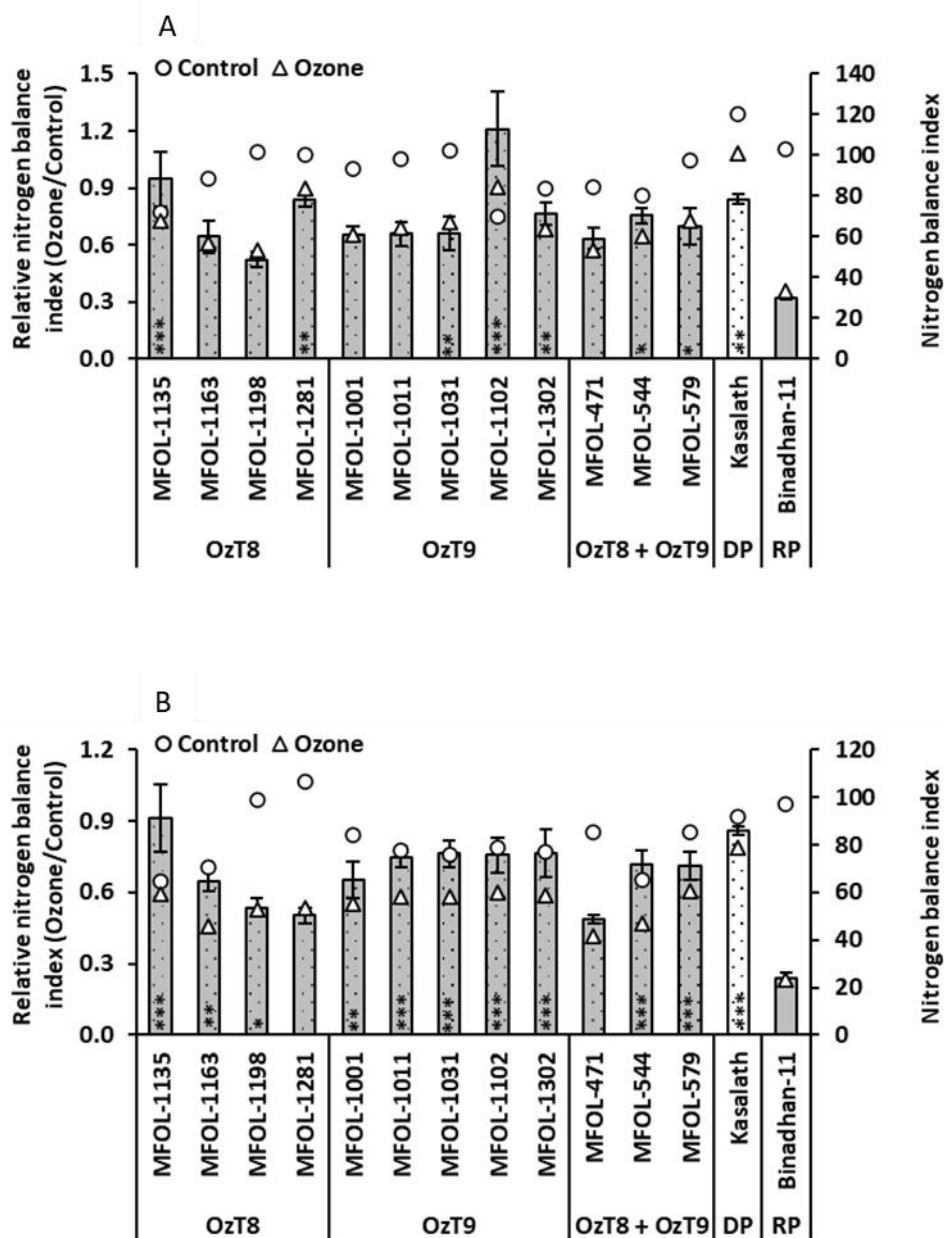 A
○ Control △ Ozone
Relative nitrogen balance
index (Ozone/Control)
1.5
1.2
0.9
0.6
0.3
0.0
140
120
100
80
60
40
20
0
Nitrogen balance index
*** ** ** *** ** * * **
MFOL-1135 MFOL-1163 MFOL-1198 MFOL-1281 MFOL-1001 MFOL-1011 MFOL-1031 MFOL-1102 MFOL-1302 MFOL-471 MFOL-544 MFOL-579 Kasalath Binadhan-11
OzT8 OzT9 OzT8 + OzT9 DP RP
B
○ Control △ Ozone
Relative nitrogen balance
index (Ozone/Control)
1.2
0.9
0.6
0.3
0.0
120
100
80
60
40
20
0
Nitrogen balance index
*** ** * ** *** *** *** *** *** *** ***
MFOL-1135 MFOL-1163 MFOL-1198 MFOL-1281 MFOL-1001 MFOL-1011 MFOL-1031 MFOL-1102 MFOL-1302 MFOL-471 MFOL-544 MFOL-579 Kasalath Binadhan-11
OzT8 OzT9 OzT8 + OzT9 DP RP